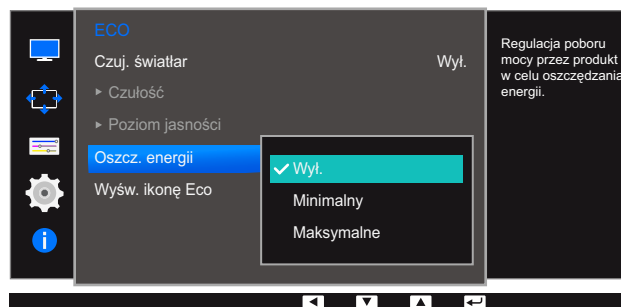 ECO
Czuj. światłar
Wył.
▸ Czułość
▸ Poziom jasności
Oszcz. energii
Wyśw. ikonę Eco
✓ Wył.
Minimalny
Maksymalne
Regulacja poboru
mocy przez produkt
w celu oszczędzania
energii.